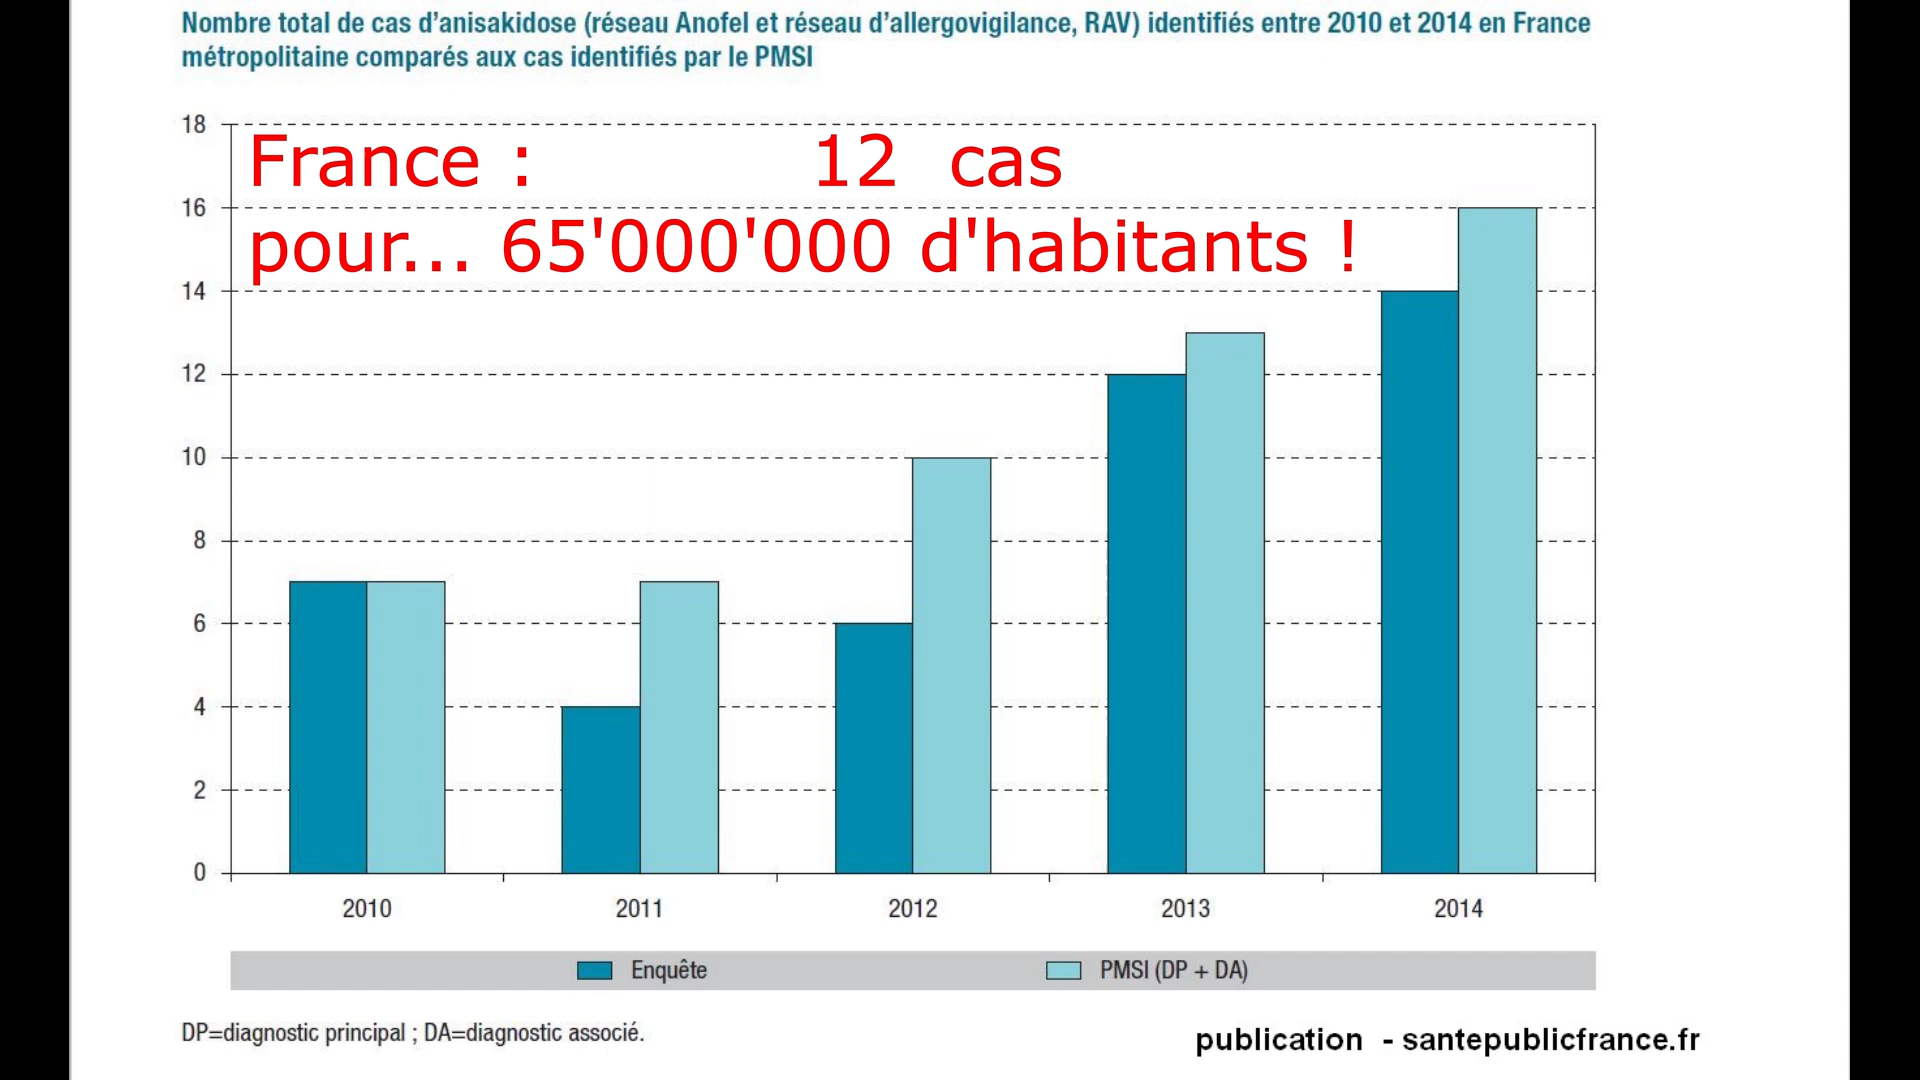 Nombre total de cas d'anisakidose (réseau Anofel et réseau d'allergovigilance, RAV) identifiés entre 2010 et 2014 en France
métropolitaine comparés aux cas identifiés par le PMSI
18
France : 12 cas
16
pour... 65'000'000 d'habitants !
14
12
10
8
6
4
2
0
2010 2011 2012 2013 2014
Enquête PMSI (DP + DA)
DP=diagnostic principal ; DA=diagnostic associé.
publication - santepublicfrance.fr